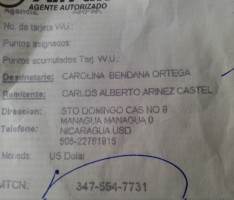 AGENTE AUTORIZADO
Agencia:
No. de tarjeta W.U.:
Puntos asignados:
Puntos acumulados Tarj. W.U.:
Destinatario: CAROLINA BENDANA ORTEGA
Remitente: CARLOS ALBERTO ARINEZ CASTEL
Direccion: STO DOMINGO CAS NO 8
MANAGUA MANAGUA 0
Telefono: NICARAGUA USD
505-22761915
Moneda: US Dolar
MTCN: 347-554-7731